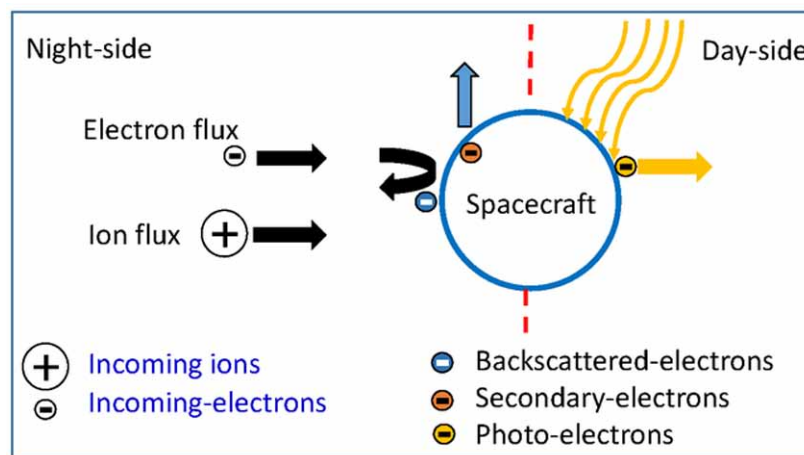 Night-side
Day-side
Electron flux
Ion flux
Spacecraft
Incoming ions
Incoming-electrons
Backscattered-electrons
Secondary-electrons
Photo-electrons